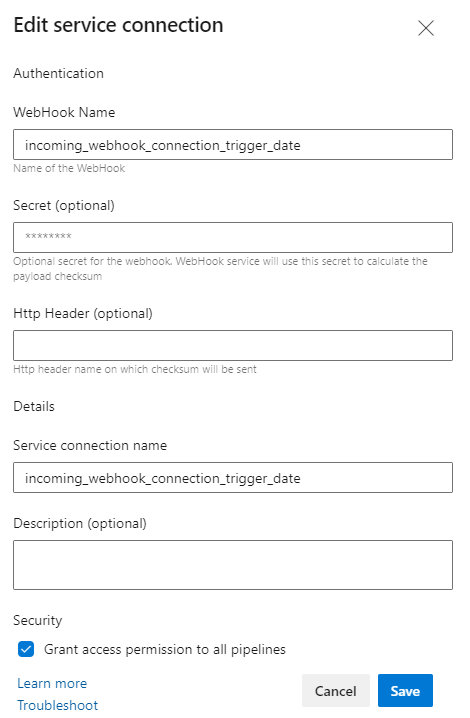 Edit service connection
Authentication
WebHook Name
incoming_webhook_connection_trigger_date
Name of the WebHook
Secret (optional)
********
Optional secret for the webhook. WebHook service will use this secret to calculate the
payload checksum
Http Header (optional)
Http header name on which checksum will be sent
Details
Service connection name
incoming_webhook_connection_trigger_date
Description (optional)
Security
Grant access permission to all pipelines
Learn more
Troubleshoot
Cancel
Save